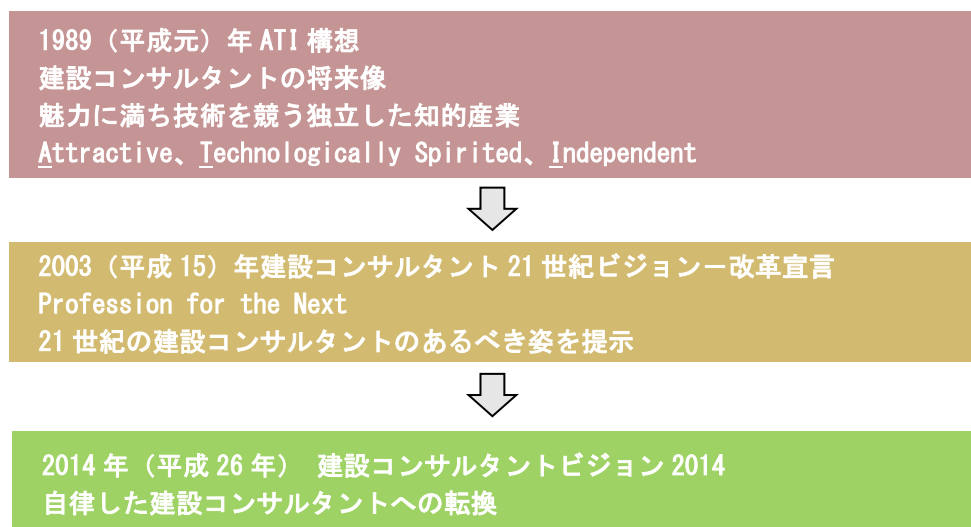 1989（平成元）年 ATI 構想
建設コンサルタントの将来像
魅力に満ち技術を競う独立した知的産業
Attractive、Technologically Spirited、Independent
2003（平成 15）年建設コンサルタント 21 世紀ビジョンー改革宣言
Profession for the Next
21 世紀の建設コンサルタントのあるべき姿を提示
2014 年（平成 26 年）　建設コンサルタントビジョン 2014
自律した建設コンサルタントへの転換